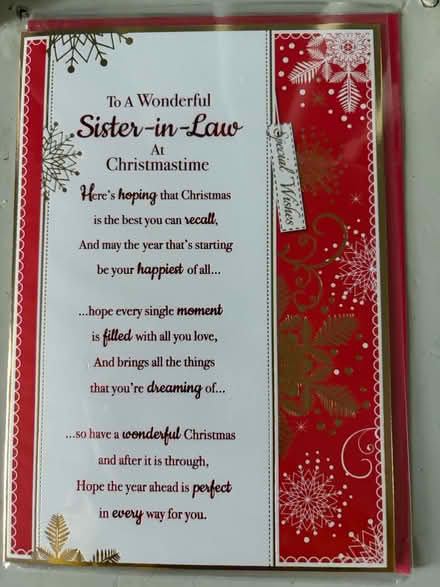 To A Wonderful
Sister-in-Law
At
Christmastime
Here's hoping that Christmas
is the best you can recall,
And may the year that's starting
be your happiest of all...
...hope every single moment
is filled with all you love,
And brings all the things
that you're dreaming of...
...so have a wonderful Christmas
and after it is through,
Hope the year ahead is perfect
in every way for you.
Special Wishes